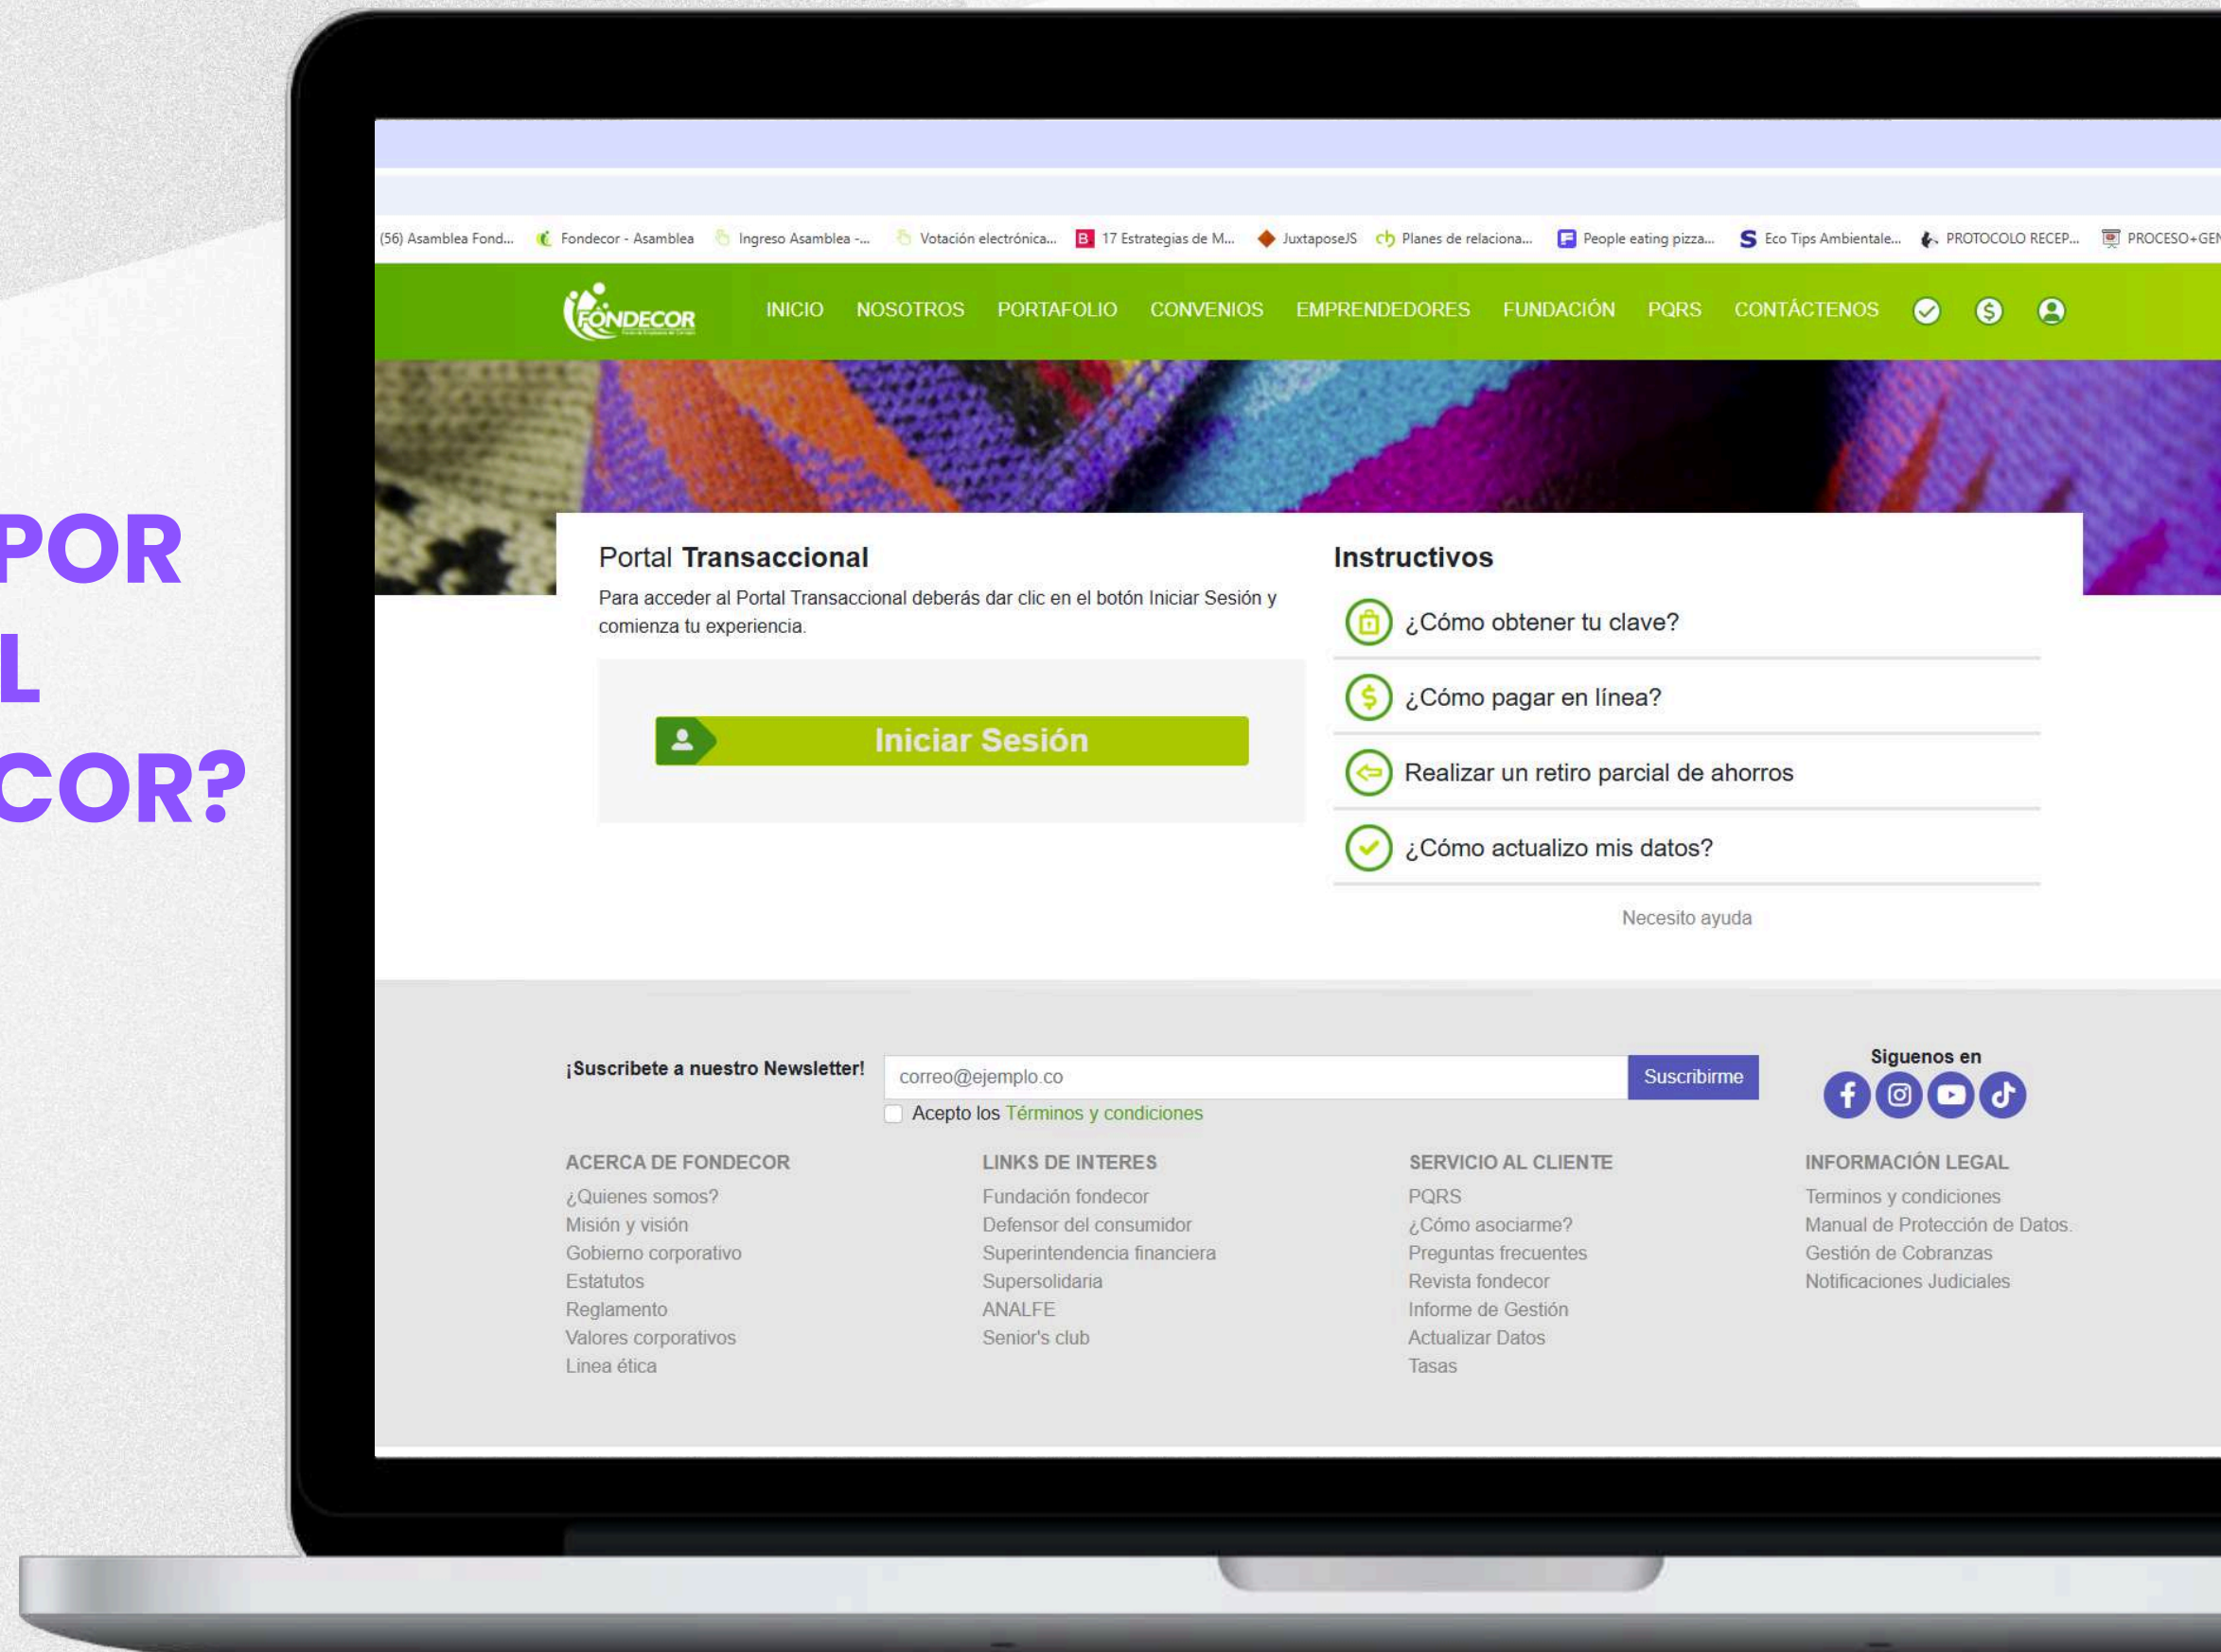 POR
L
COR?
(56) Asamblea Fond... Fondecor - Asamblea Ingreso Asamblea -... Votación electrónica... B 17 Estrategias de M... JuxtaposeJS Planes de relaciona... People eating pizza... S Eco Tips Ambientale... PROTOCOLO RECEP... PROCESO+GEN
FONDECOR
INICIO NOSOTROS PORTAFOLIO CONVENIOS EMPRENDEDORES FUNDACIÓN PQRS CONTÁCTENOS
Portal Transaccional
Para acceder al Portal Transaccional deberás dar clic en el botón Iniciar Sesión y
comienza tu experiencia.
Iniciar Sesión
Instructivos
¿Cómo obtener tu clave?
¿Cómo pagar en línea?
Realizar un retiro parcial de ahorros
¿Cómo actualizo mis datos?
Necesito ayuda
¡Suscribete a nuestro Newsletter!
correo@ejemplo.co
Suscribirme
Acepto los Términos y condiciones
Siguenos en
ACERCA DE FONDECOR
¿Quienes somos?
Misión y visión
Gobierno corporativo
Estatutos
Reglamento
Valores corporativos
Linea ética
LINKS DE INTERES
Fundación fondecor
Defensor del consumidor
Superintendencia financiera
Supersolidaria
ANALFE
Senior's club
SERVICIO AL CLIENTE
PQRS
¿Cómo asociarme?
Preguntas frecuentes
Revista fondecor
Informe de Gestión
Actualizar Datos
Tasas
INFORMACIÓN LEGAL
Terminos y condiciones
Manual de Protección de Datos.
Gestión de Cobranzas
Notificaciones Judiciales